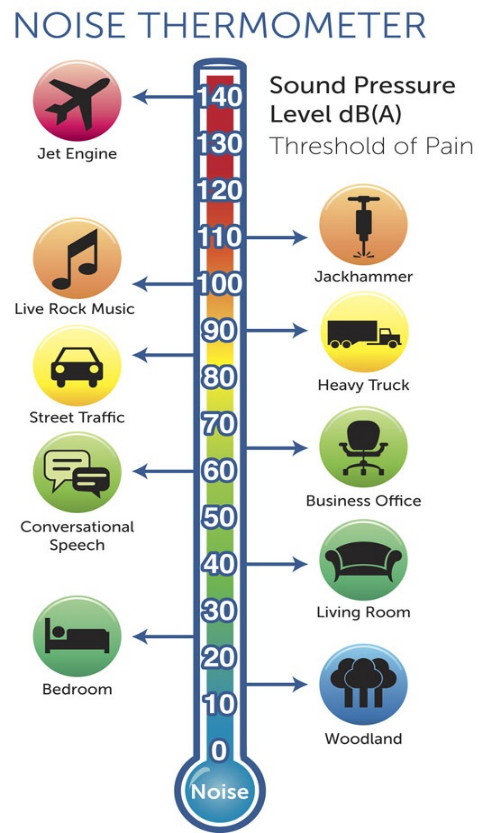 NOISE THERMOMETER
Sound Pressure
Level dB(A)
Threshold of Pain
140
Jet Engine
130
120
110
Jackhammer
100
Live Rock Music
90
Heavy Truck
Street Traffic
80
70
Business Office
60
Conversational
Speech
50
40
Living Room
30
Bedroom
20
10
Woodland
0
Noise